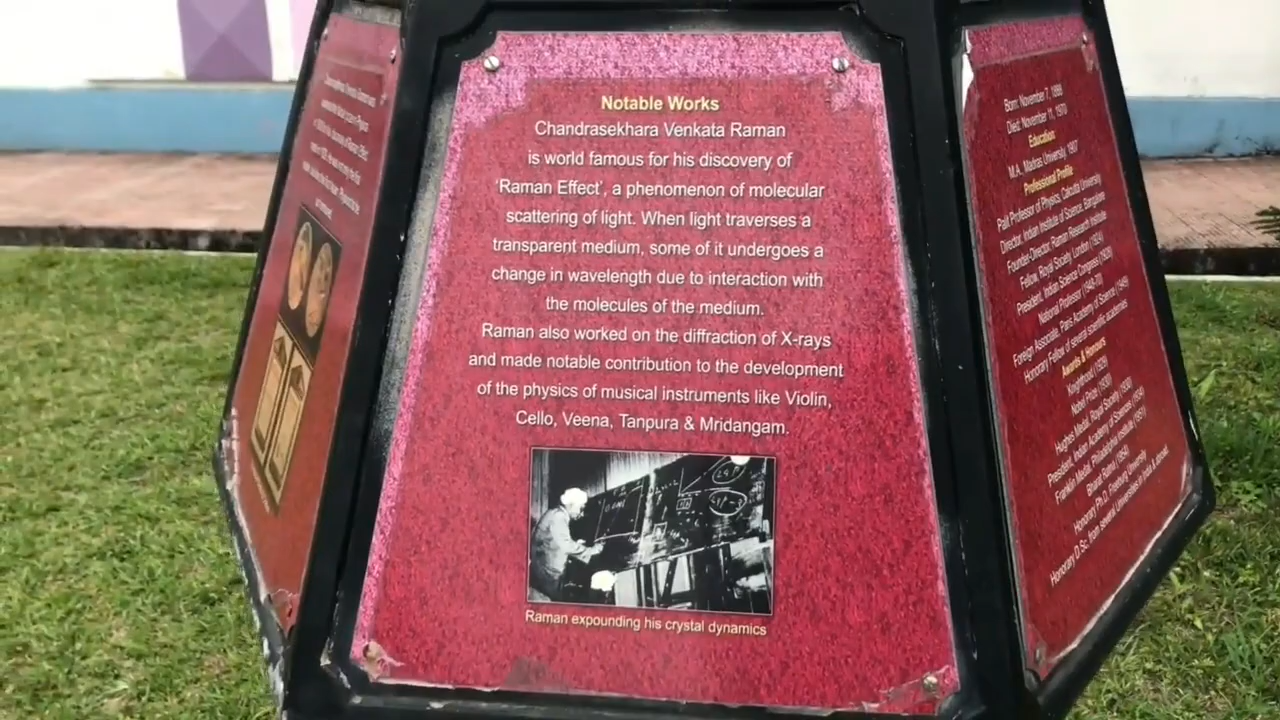 Notable Works
Chandrasekhara Venkata Raman
is world famous for his discovery of
'Raman Effect', a phenomenon of molecular
scattering of light. When light traverses a
transparent medium, some of it undergoes a
change in wavelength due to interaction with
the molecules of the medium.
Raman also worked on the diffraction of X-rays
and made notable contribution to the development
of the physics of musical instruments like Violin,
Cello, Veena, Tanpura & Mridangam.
Raman expounding his crystal dynamics
Born: November 7, 1888
Died: November 11, 1970
Education
M.A. Madras University 1907
Professional Profile
Palit Professor of Physics, Calcutta University
Director, Indian Institute of Science, Bangalore
Founder-Director, Raman Research Institute
Fellow, Royal Society London (1924)
President, Indian Science Congress (1928)
National Professor (1948-70)
Foreign Associate, Paris Academy of Science (1949)
Honorary Fellow of several scientific academies
Awards & Honours
Knighthood (1929)
Nobel Prize (1930)
Hughes Medal, Royal Society (1930)
President, Indian Academy of Sciences (1934)
Franklin Medal, Philadelphia Institute (1951)
Bharat Ratna (1954)
Honorary Ph.D. Freiburg University
Honorary D.Sc. from several Universities in India & abroad